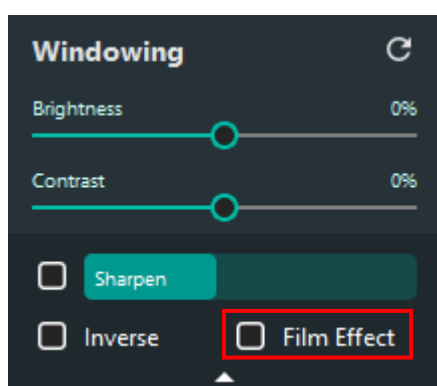 Windowing
Brightness 0%
Contrast 0%
Sharpen
Inverse Film Effect